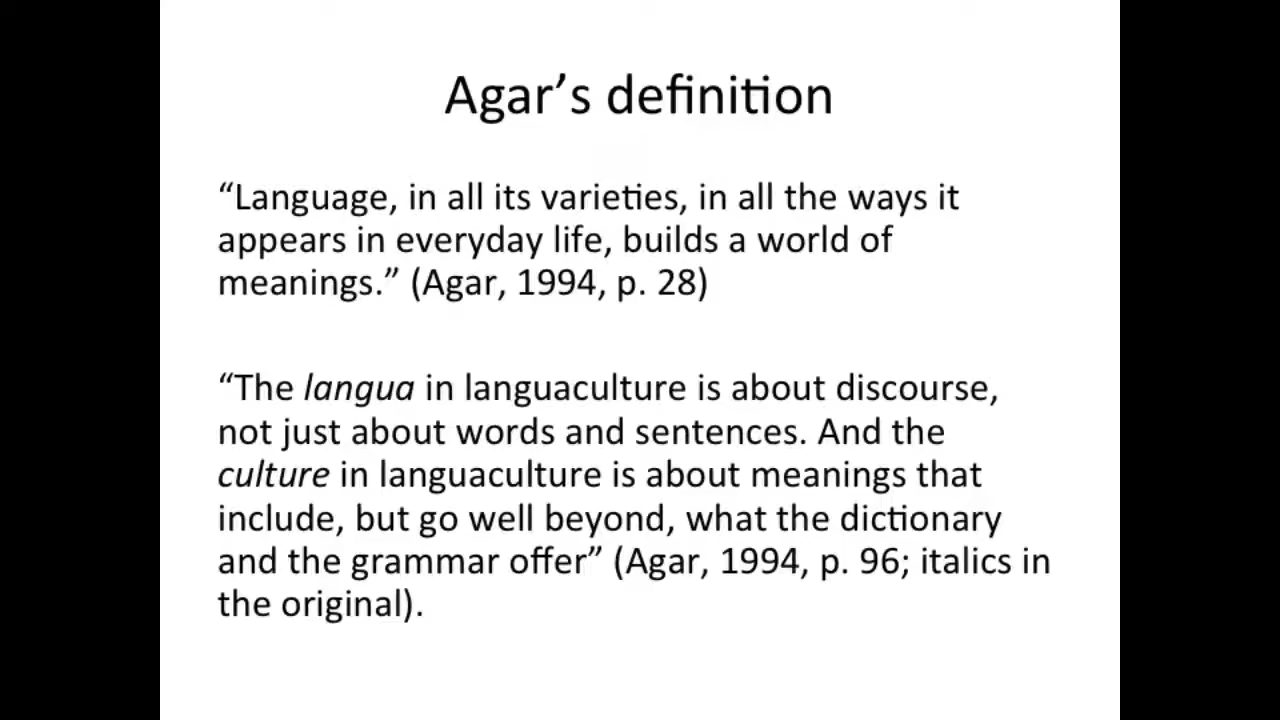 Agar’s definition
“Language, in all its varieties, in all the ways it
appears in everyday life, builds a world of
meanings.” (Agar, 1994, p. 28)
“The langua in languaculture is about discourse,
not just about words and sentences. And the
culture in languaculture is about meanings that
include, but go well beyond, what the dictionary
and the grammar offer” (Agar, 1994, p. 96; italics in
the original).